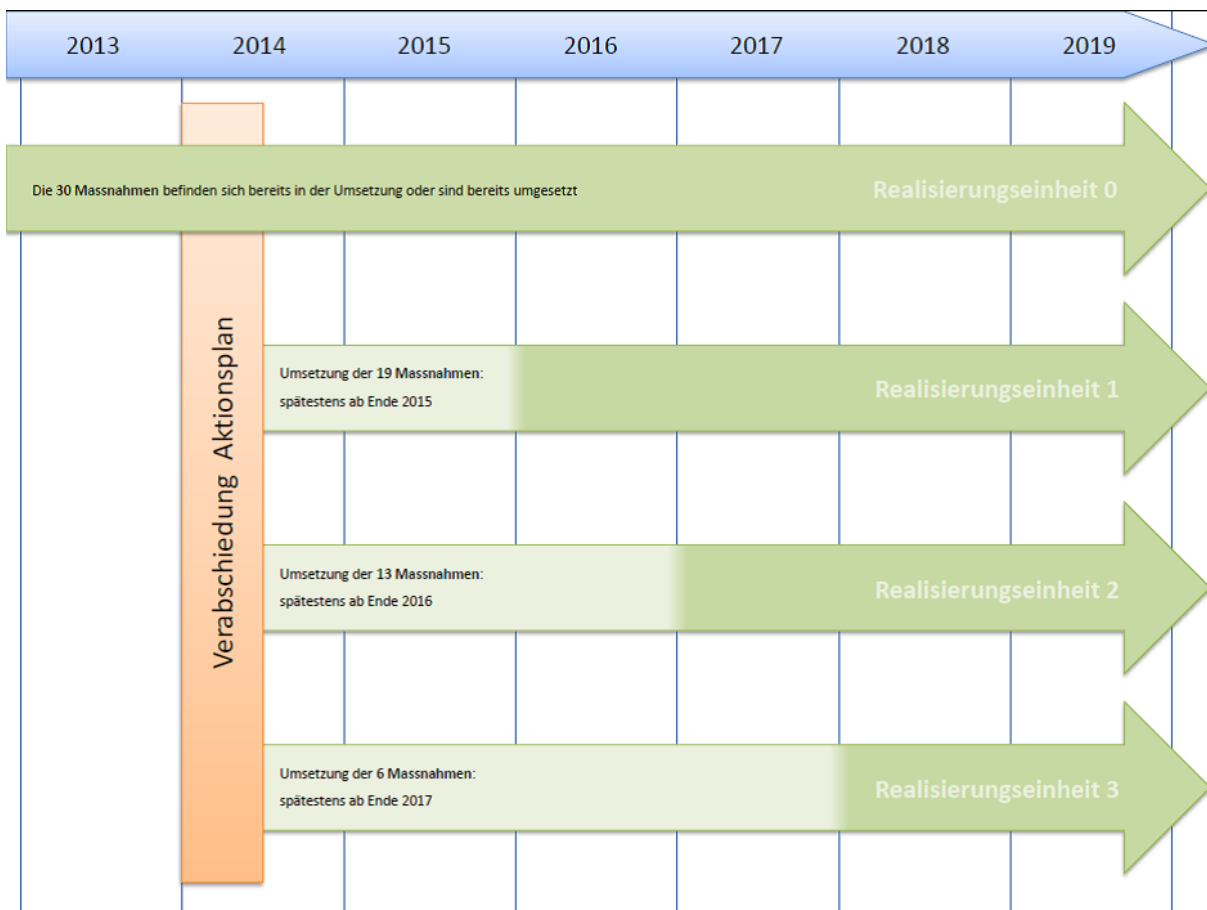 2013 2014 2015 2016 2017 2018 2019
Die 30 Massnahmen befinden sich bereits in der Umsetzung oder sind bereits umgesetzt
Realisierungseinheit 0
Verabschiedung Aktionsplan
Umsetzung der 19 Massnahmen:
spätestens ab Ende 2015
Realisierungseinheit 1
Umsetzung der 13 Massnahmen:
spätestens ab Ende 2016
Realisierungseinheit 2
Umsetzung der 6 Massnahmen:
spätestens ab Ende 2017
Realisierungseinheit 3